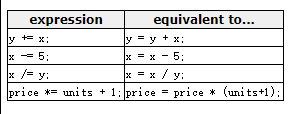 expression equivalent to...
y += x; y = y + x;
x -= 5; x = x - 5;
x /= y; x = x / y;
price *= units + 1; price = price * (units+1);